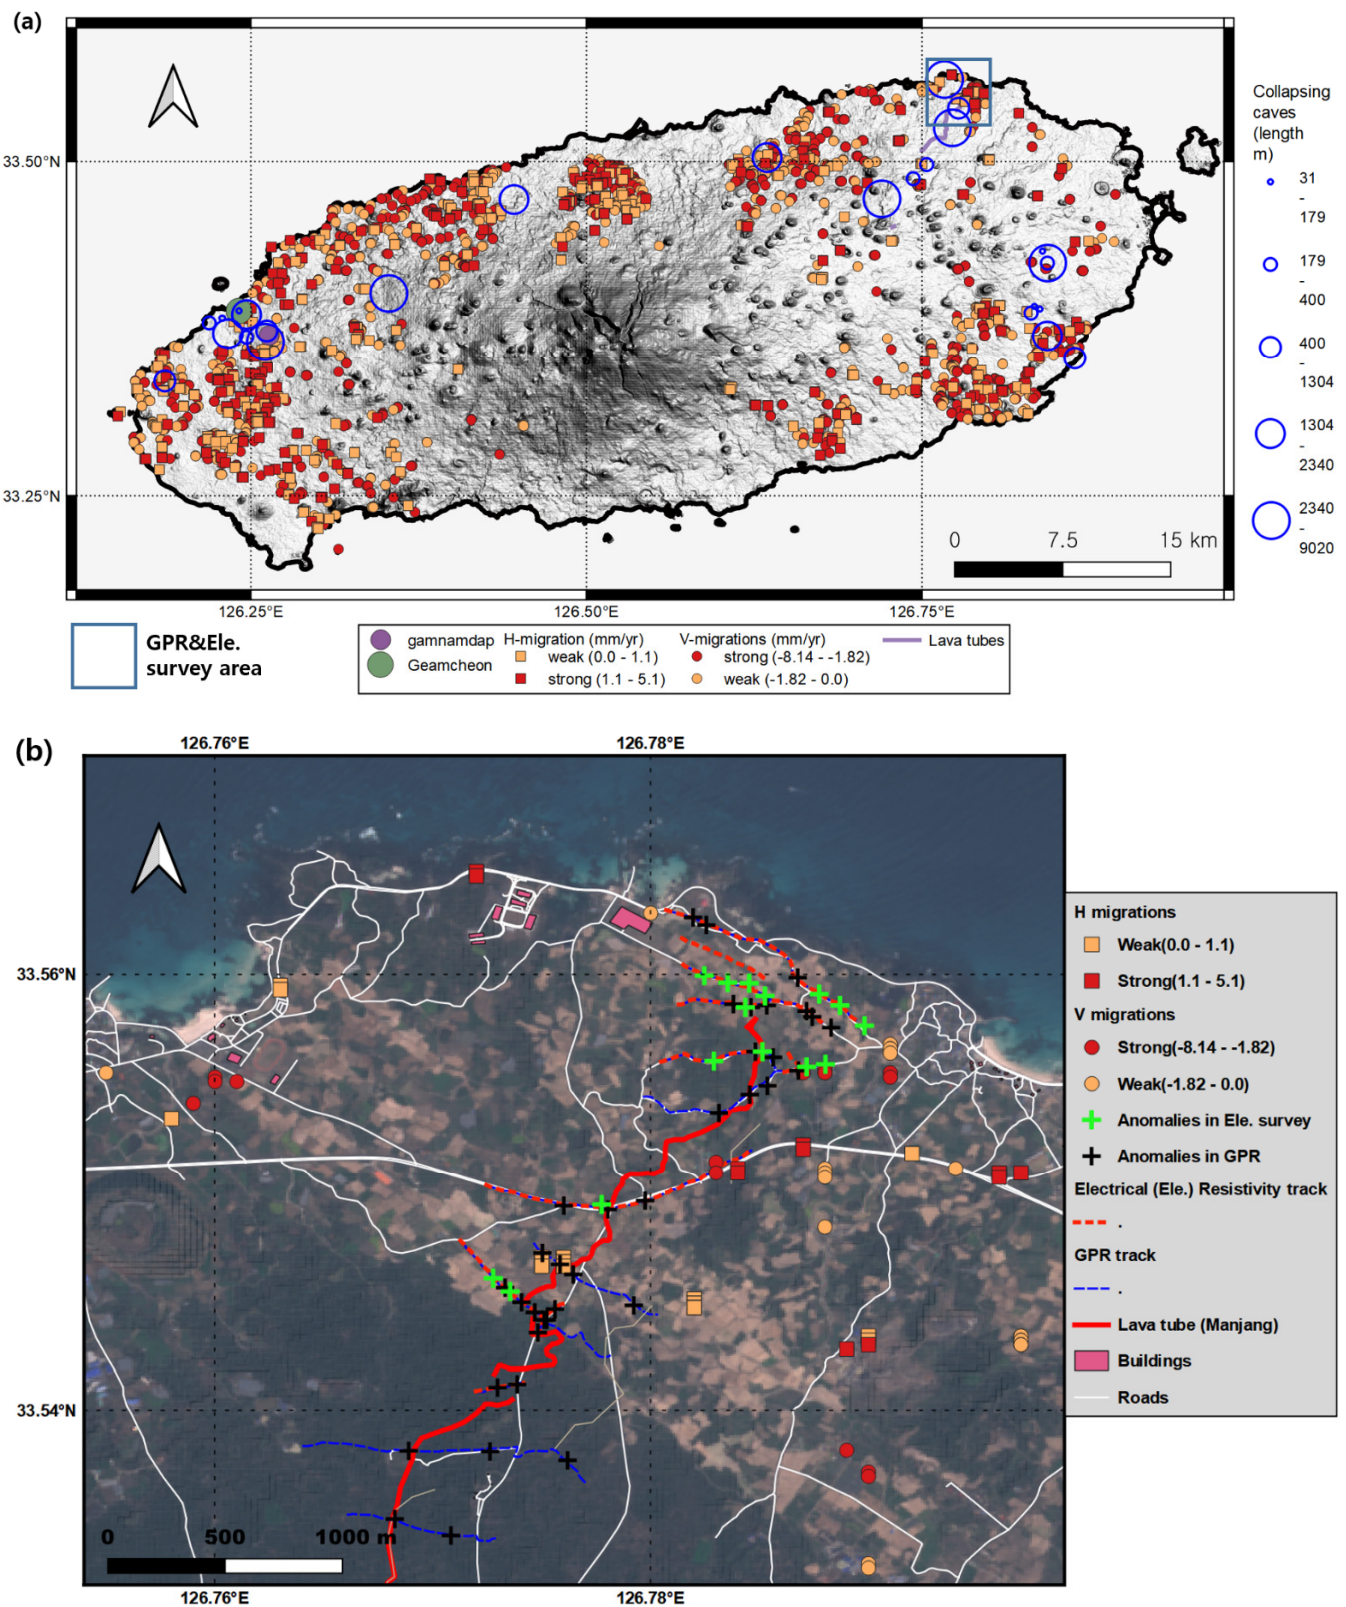 (a)
33.50°N
33.25°N
126.25°E
126.50°E
126.75°E
0
7.5
15 km
Collapsing
caves
(length
m)
31
-
179
179
-
400
400
-
1304
1304
-
2340
2340
-
9020
GPR&Ele.
survey area
gamnamdap
Geamcheon
H-migration (mm/yr)
weak (0.0 - 1.1)
strong (1.1 - 5.1)
V-migrations (mm/yr)
strong (-8.14 - -1.82)
weak (-1.82 - 0.0)
Lava tubes
(b)
126.76°E
126.78°E
33.56°N
33.54°N
0
500
1000 m
126.76°E
126.78°E
H migrations
Weak(0.0 - 1.1)
Strong(1.1 - 5.1)
V migrations
Strong(-8.14 - -1.82)
Weak(-1.82 - 0.0)
Anomalies in Ele. survey
Anomalies in GPR
Electrical (Ele.) Resistivity track
.
GPR track
.
Lava tube (Manjang)
Buildings
Roads